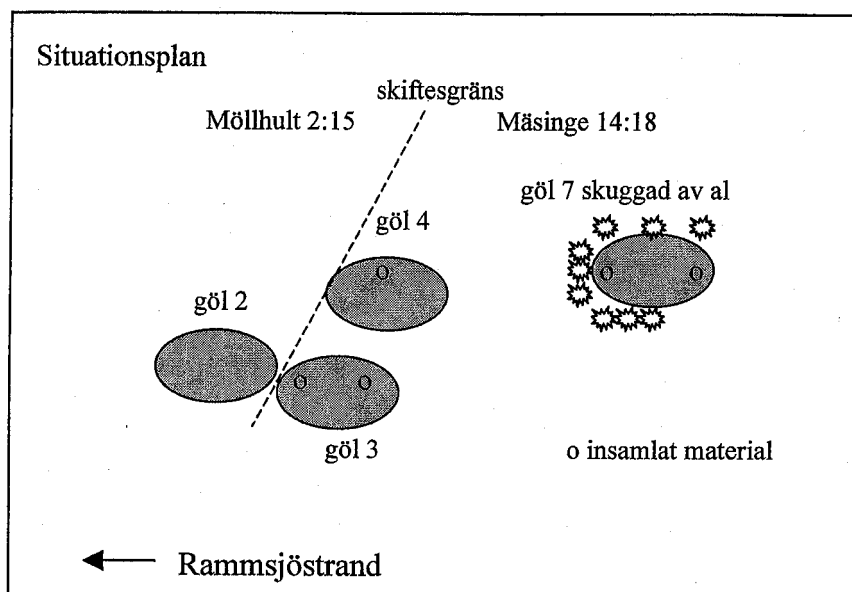 Situationsplan
skiftesgräns
Möllhult 2:15
Mäsinge 14:18
göl 7 skuggad av al
göl 4
o
o
o
göl 2
o
o
göl 3
o insamlat material
Rammsjöstrand